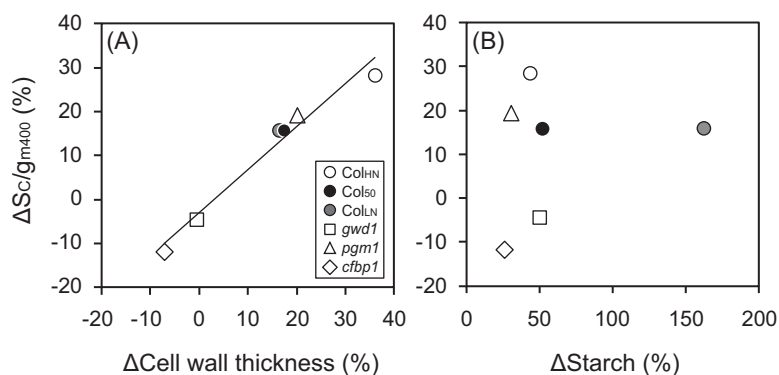 (A)
(B)
ΔSc/gm400 (%)
40
30
20
10
0
-10
-20
-20 -10 0 10 20 30 40
ColHN
Col50
ColLN
gwd1
pgm1
cfbp1
ΔCell wall thickness (%)
40
30
20
10
0
-10
-20
0 50 100 150 200
ΔStarch (%)